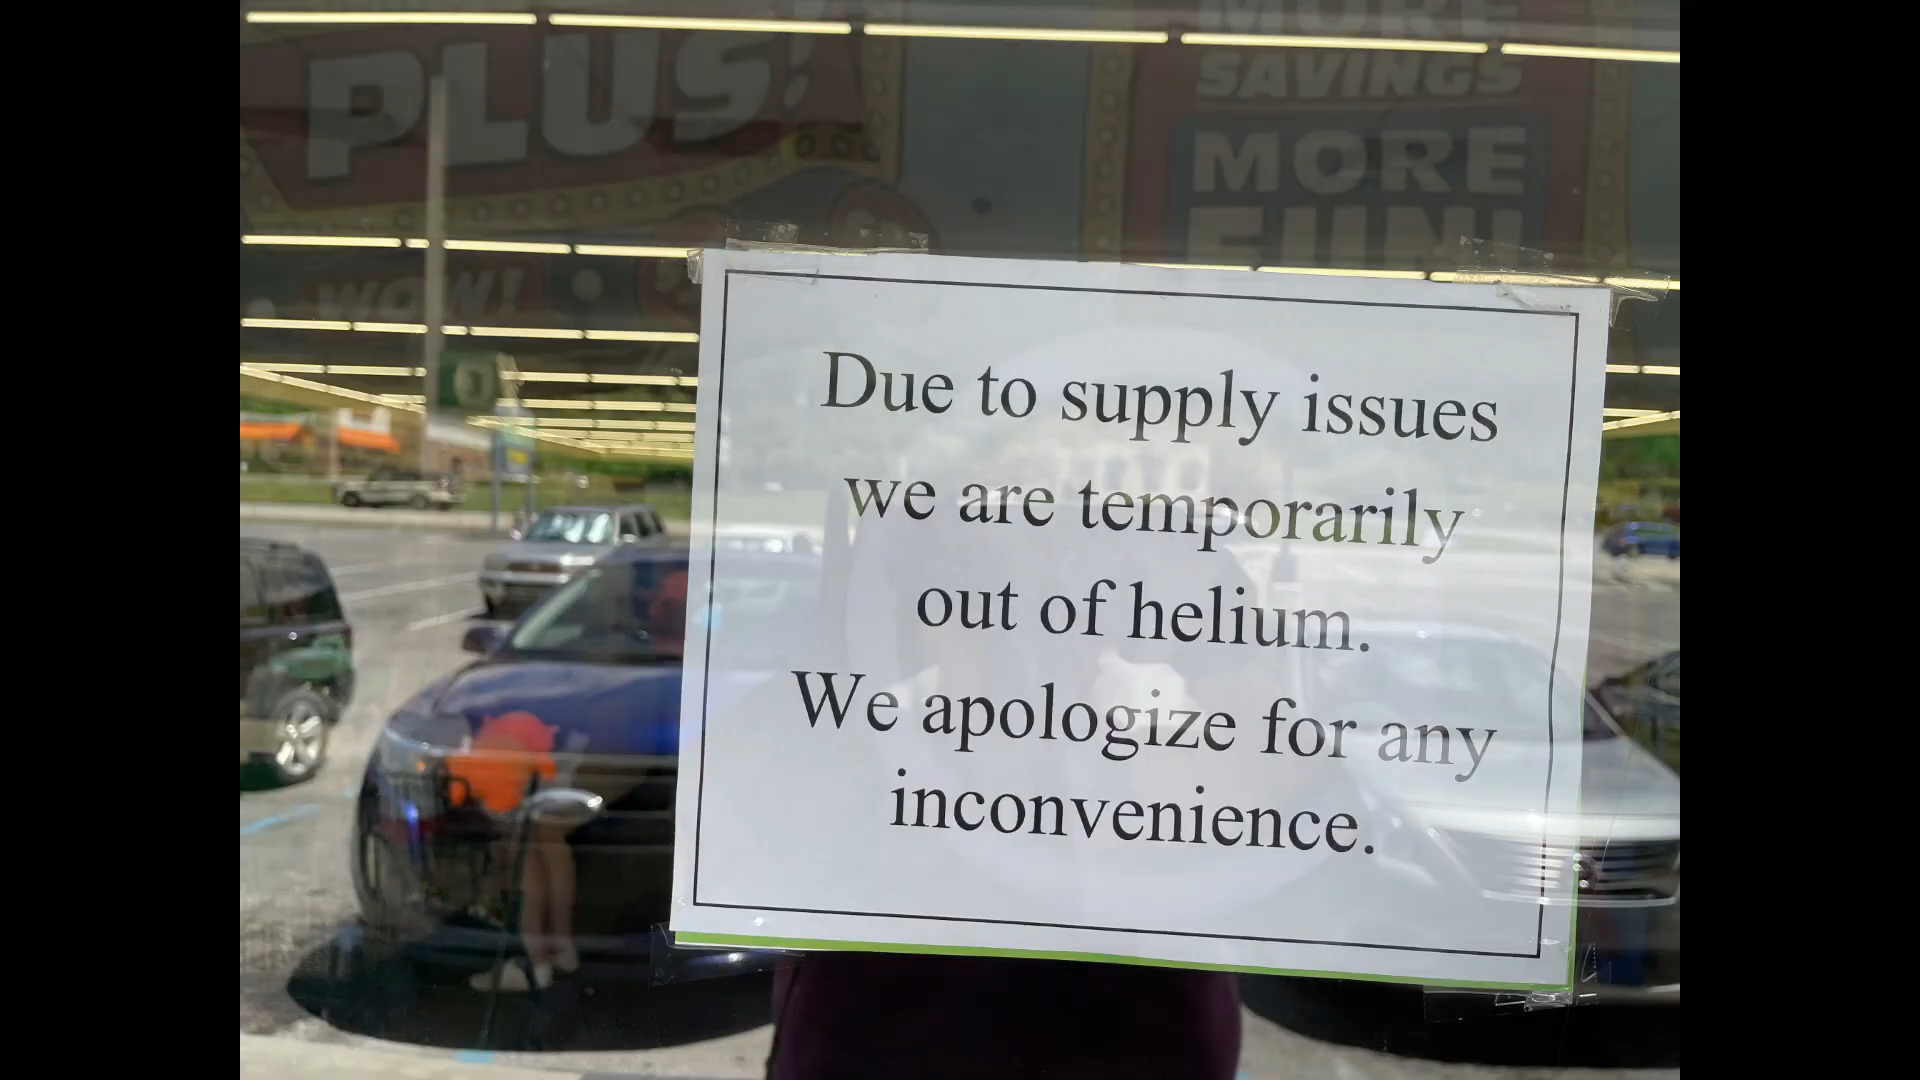 PLUS!
MORE
SAVINGS
MORE
FUN!
WOW!
Due to supply issues
we are temporarily
out of helium.
We apologize for any
inconvenience.